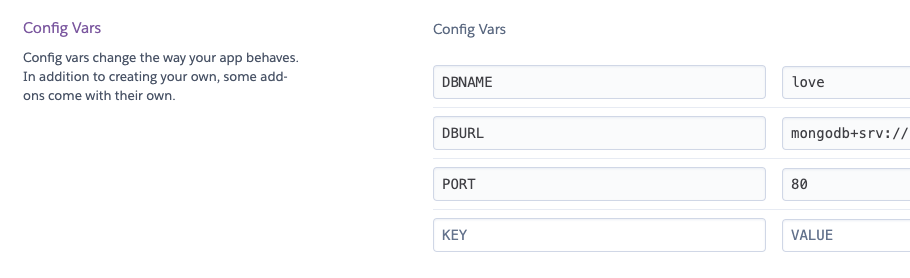 Config Vars
Config vars change the way your app behaves.
In addition to creating your own, some add-
ons come with their own.
Config Vars
DBNAME love
DBURL mongodb+srv://
PORT 80
KEY VALUE